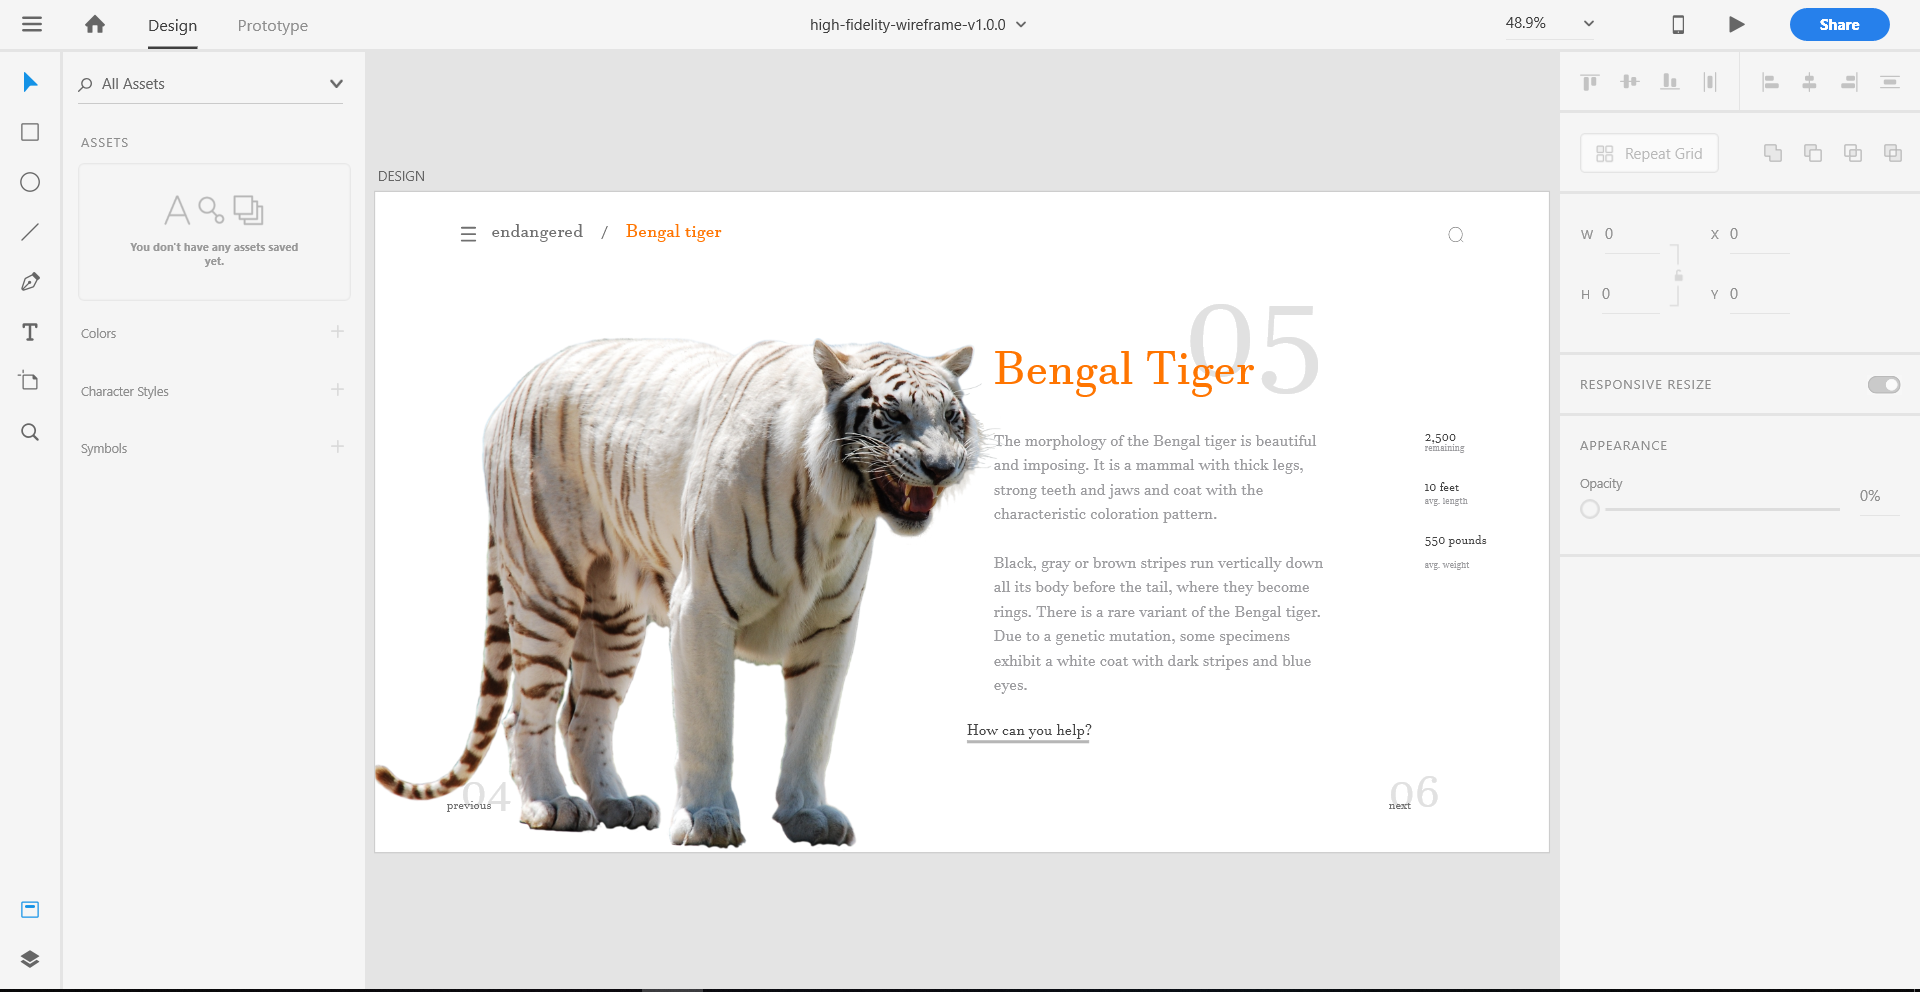 Design
Prototype
high-fidelity-wireframe-v1.0.0
48.9%
Share
All Assets
ASSETS
You don't have any assets saved
yet.
Colors
Character Styles
Symbols
DESIGN
endangered / Bengal tiger
05
Bengal Tiger
The morphology of the Bengal tiger is beautiful
and imposing. It is a mammal with thick legs,
strong teeth and jaws and coat with the
characteristic coloration pattern.
Black, gray or brown stripes run vertically down
all its body before the tail, where they become
rings. There is a rare variant of the Bengal tiger.
Due to a genetic mutation, some specimens
exhibit a white coat with dark stripes and blue
eyes.
How can you help?
2,500
remaining
10 feet
avg. length
550 pounds
avg. weight
04
previous
06
next
Repeat Grid
W 0
X 0
H 0
Y 0
RESPONSIVE RESIZE
APPEARANCE
Opacity
0%